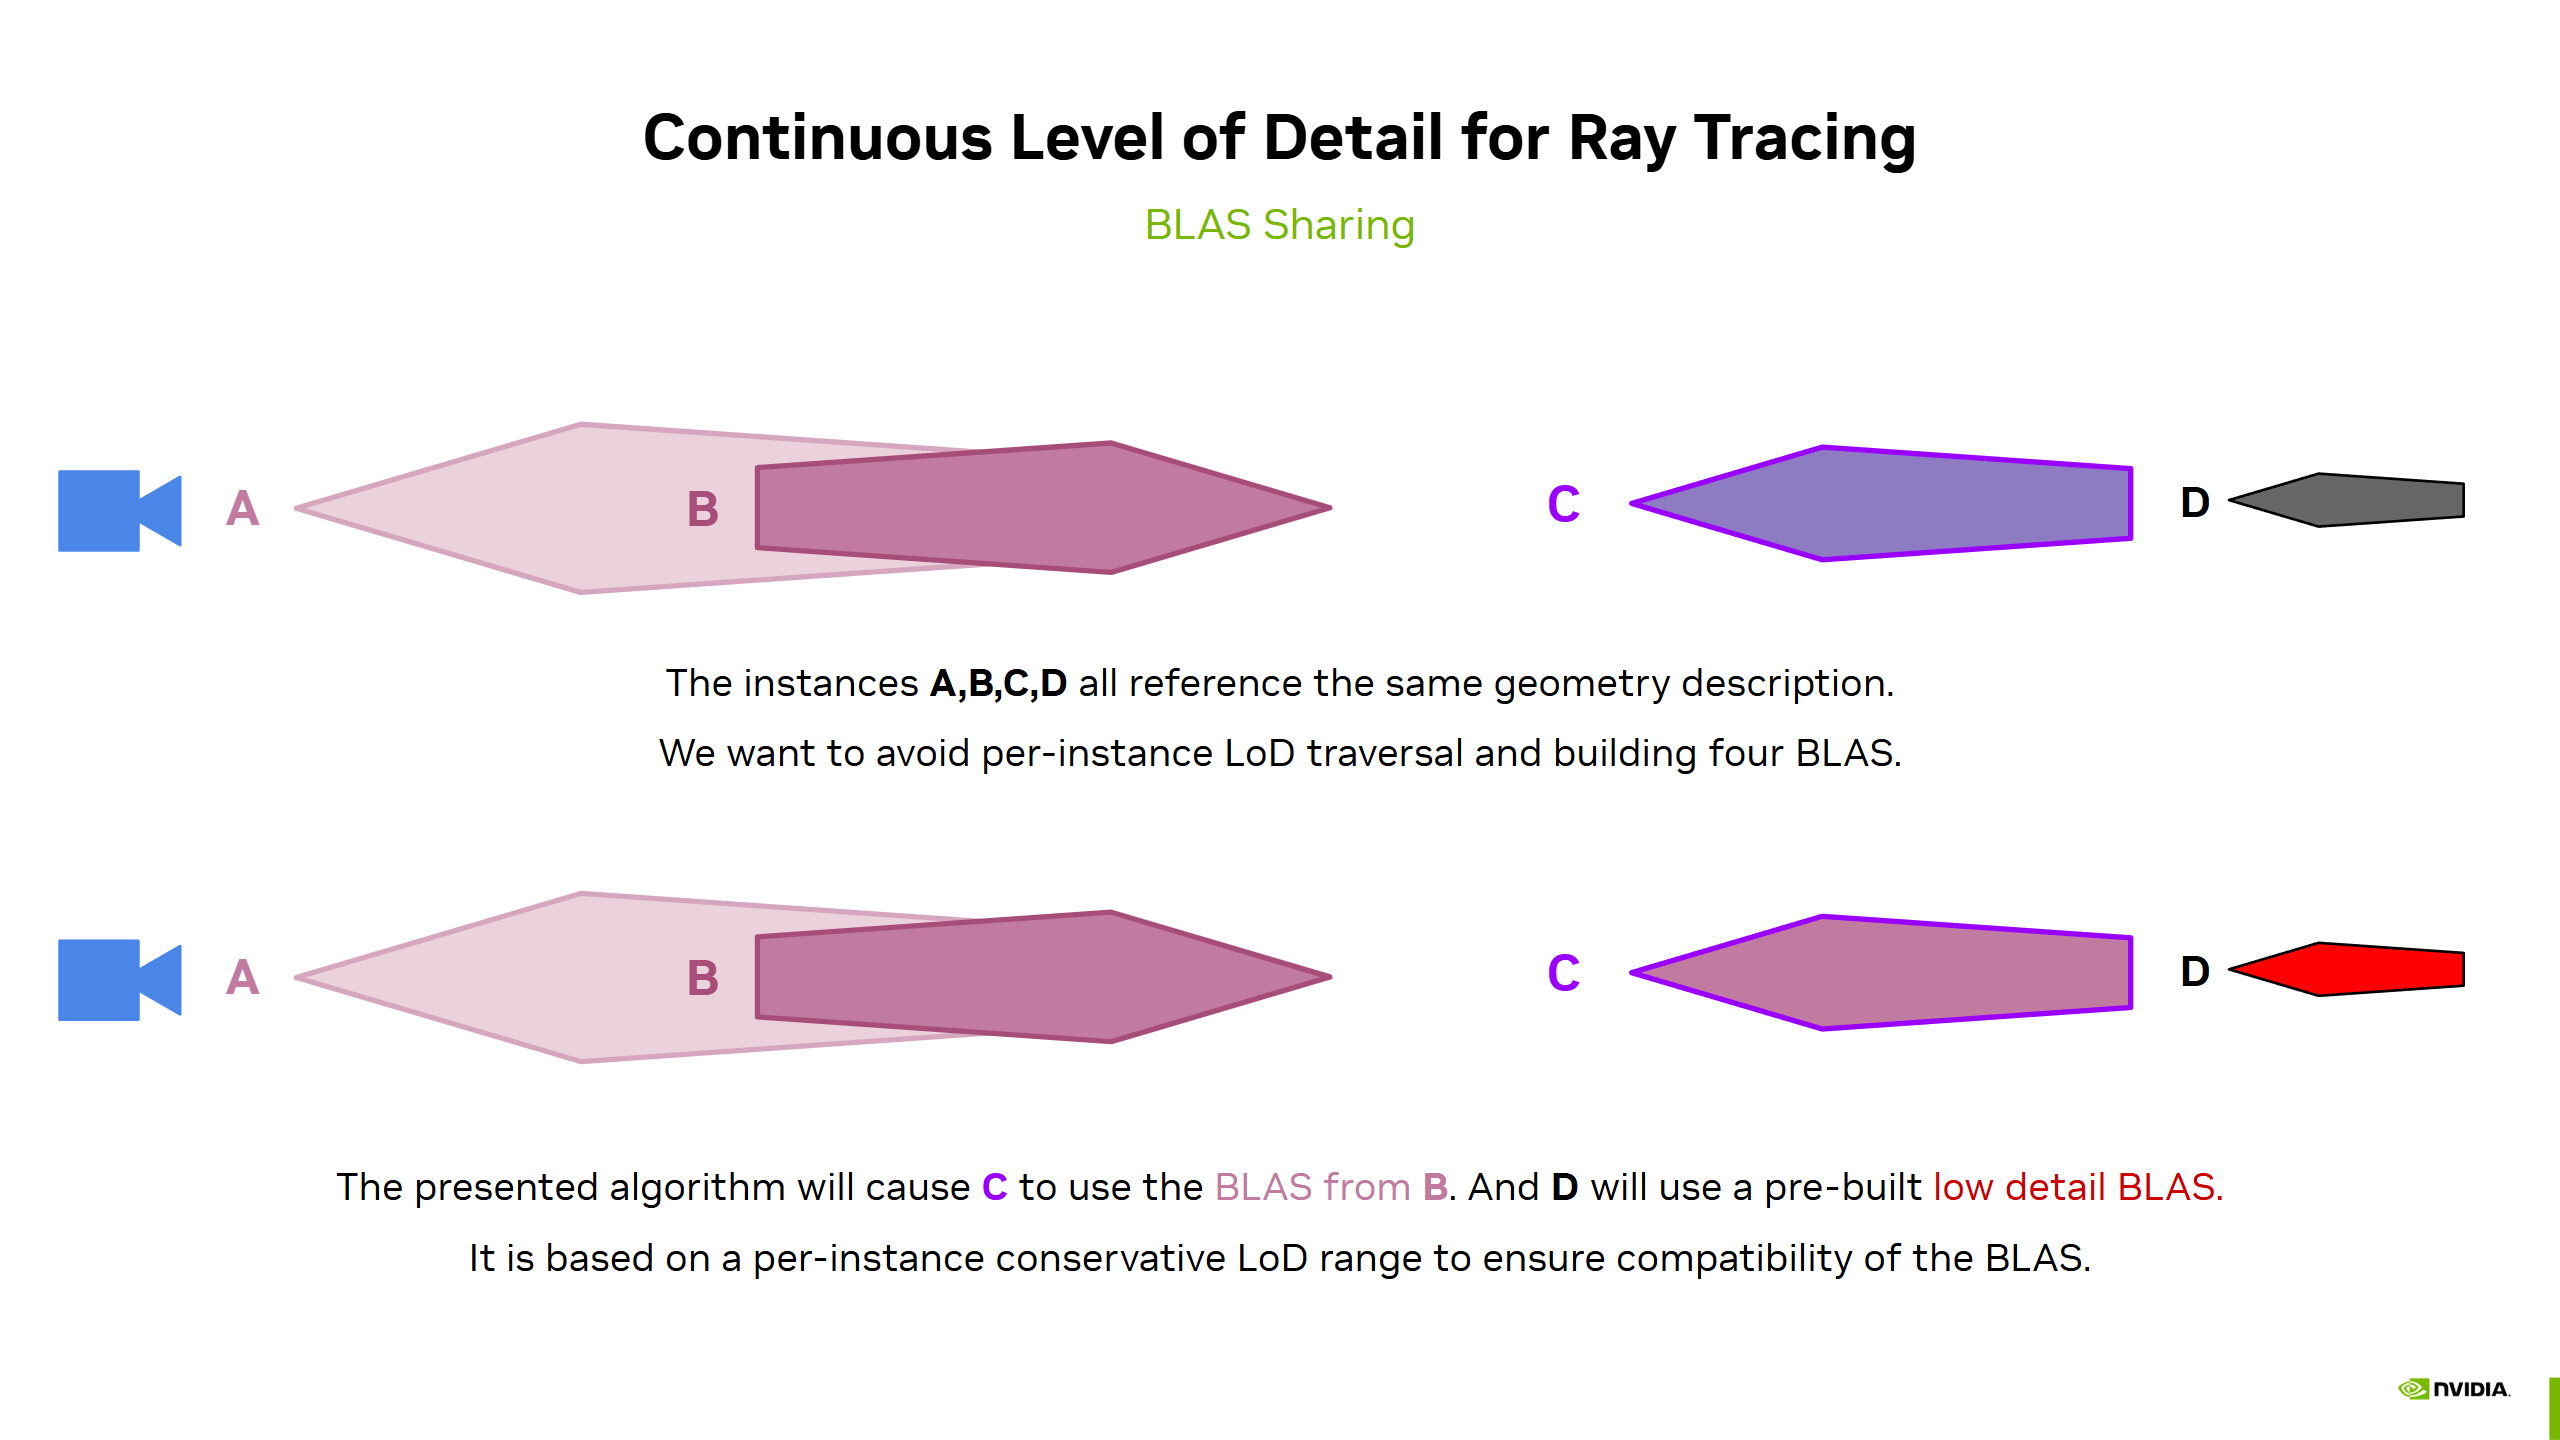 Continuous Level of Detail for Ray Tracing
BLAS Sharing
A B C D
The instances A,B,C,D all reference the same geometry description.
We want to avoid per-instance LoD traversal and building four BLAS.
A B C D
The presented algorithm will cause C to use the BLAS from B. And D will use a pre-built low detail BLAS.
It is based on a per-instance conservative LoD range to ensure compatibility of the BLAS.
NVIDIA.